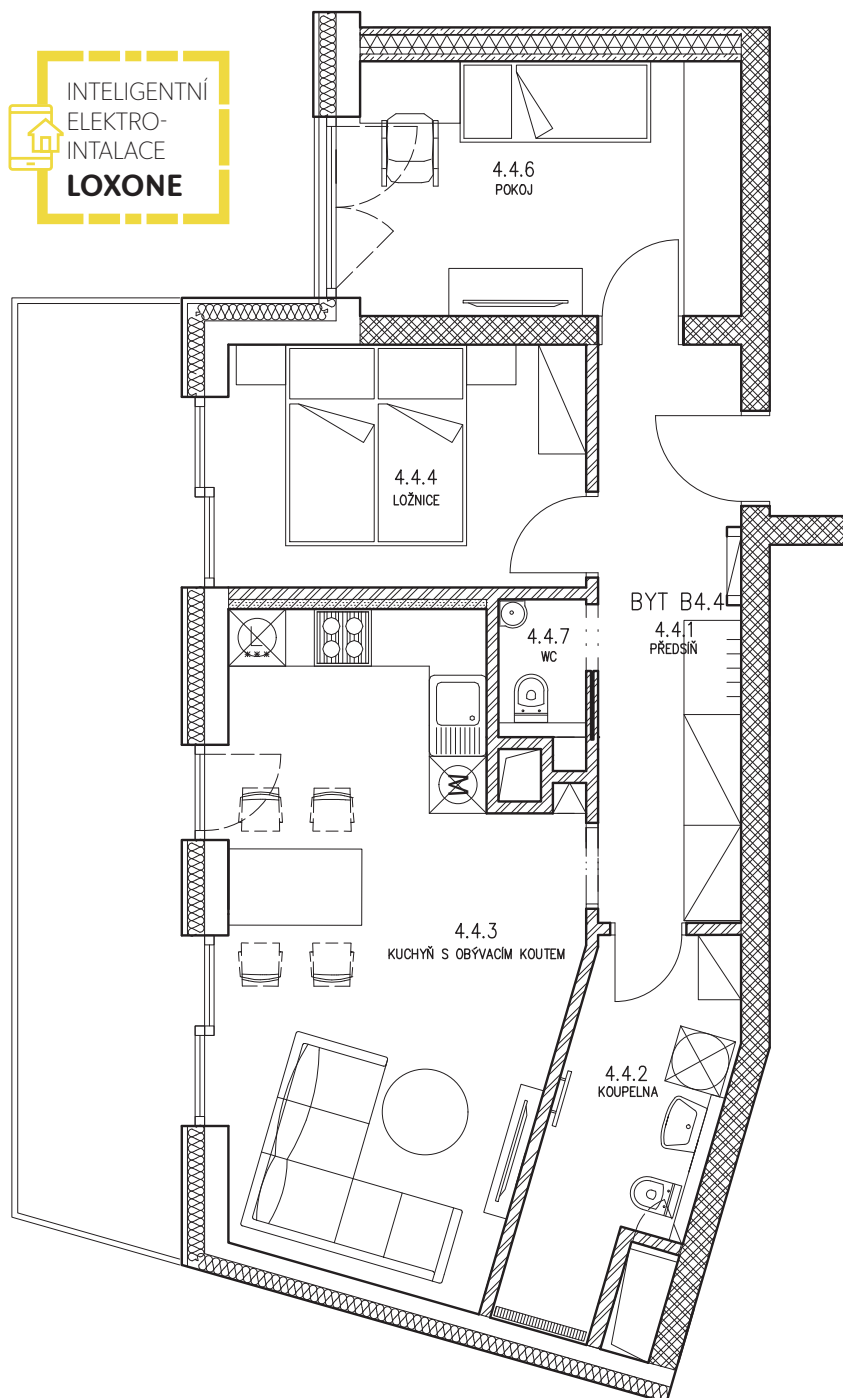 INTELIGENTNÍ
ELEKTRO-
INTALACE
LOXONE
4.4.6
POKOJ
4.4.4
LOŽNICE
BYT B4.4
4.4.1
PŘEDSÍŇ
4.4.7
WC
L
M
4.4.3
KUCHYŇ S OBÝVACÍM KOUTEM
4.4.2
KOUPELNA